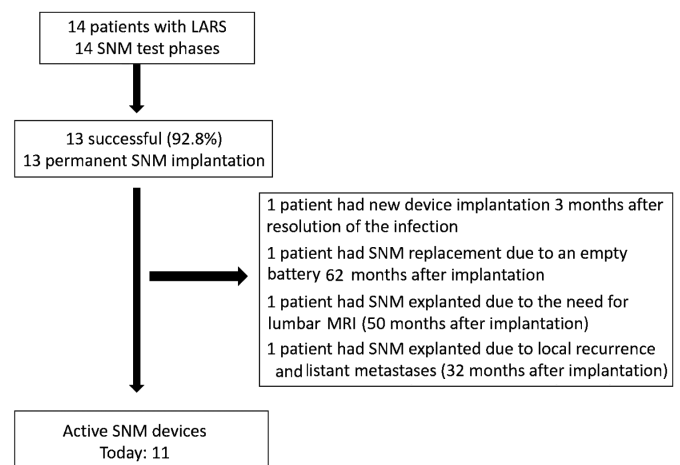 14 patients with LARS
14 SNM test phases
13 successful (92.8%)
13 permanent SNM implantation
1 patient had new device implantation 3 months after
resolution of the infection
1 patient had SNM replacement due to an empty
battery 62 months after implantation
1 patient had SNM explanted due to the need for
lumbar MRI (50 months after implantation)
1 patient had SNM explanted due to local recurrence
and listant metastases (32 months after implantation)
Active SNM devices
Today: 11